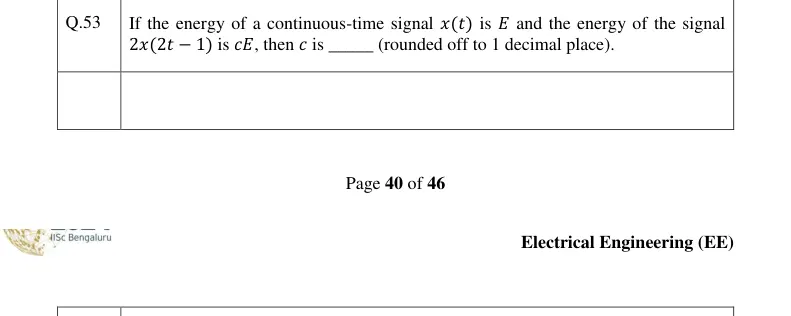 Q.53 If the energy of a continuous-time signal 𝑥(𝑡) is 𝐸 and the energy of the signal
2𝑥(2𝑡 − 1) is 𝑐𝐸, then 𝑐 is _____ (rounded off to 1 decimal place).
Page 40 of 46
IISc Bengaluru
Electrical Engineering (EE)